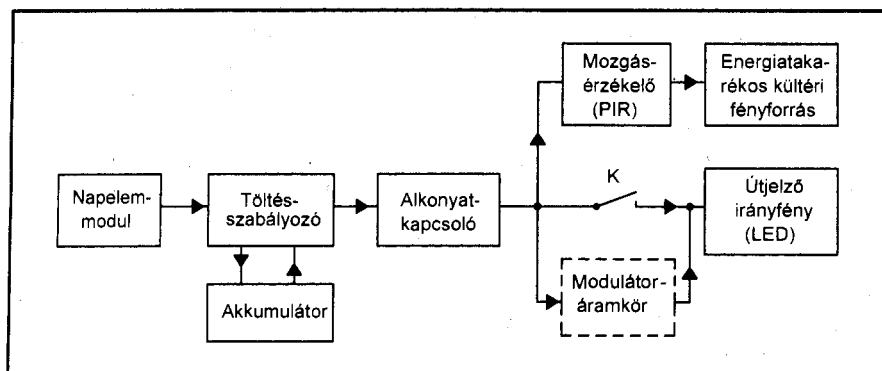 Napelem-
modul
Töltés-
szabályozó
Akkumulátor
Alkonyat-
kapcsoló
Mozgás-
érzékelő
(PIR)
Energiataka-
rékos kültéri
fényforrás
K
Útjelző
irányfény
(LED)
Modulátor-
áramkör